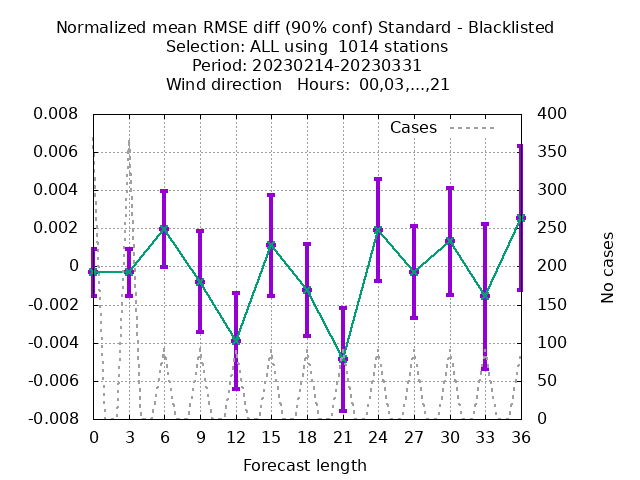 Normalized mean RMSE diff (90% conf) Standard - Blacklisted
Selection: ALL using  1014 stations
Period: 20230214-20230331
Wind direction   Hours:  00,03,...,21
Cases
0.008
0.006
0.004
0.002
0
-0.002
-0.004
-0.006
-0.008
400
350
300
250
200
150
100
50
0
No cases
0 3 6 9 12 15 18 21 24 27 30 33 36
Forecast length